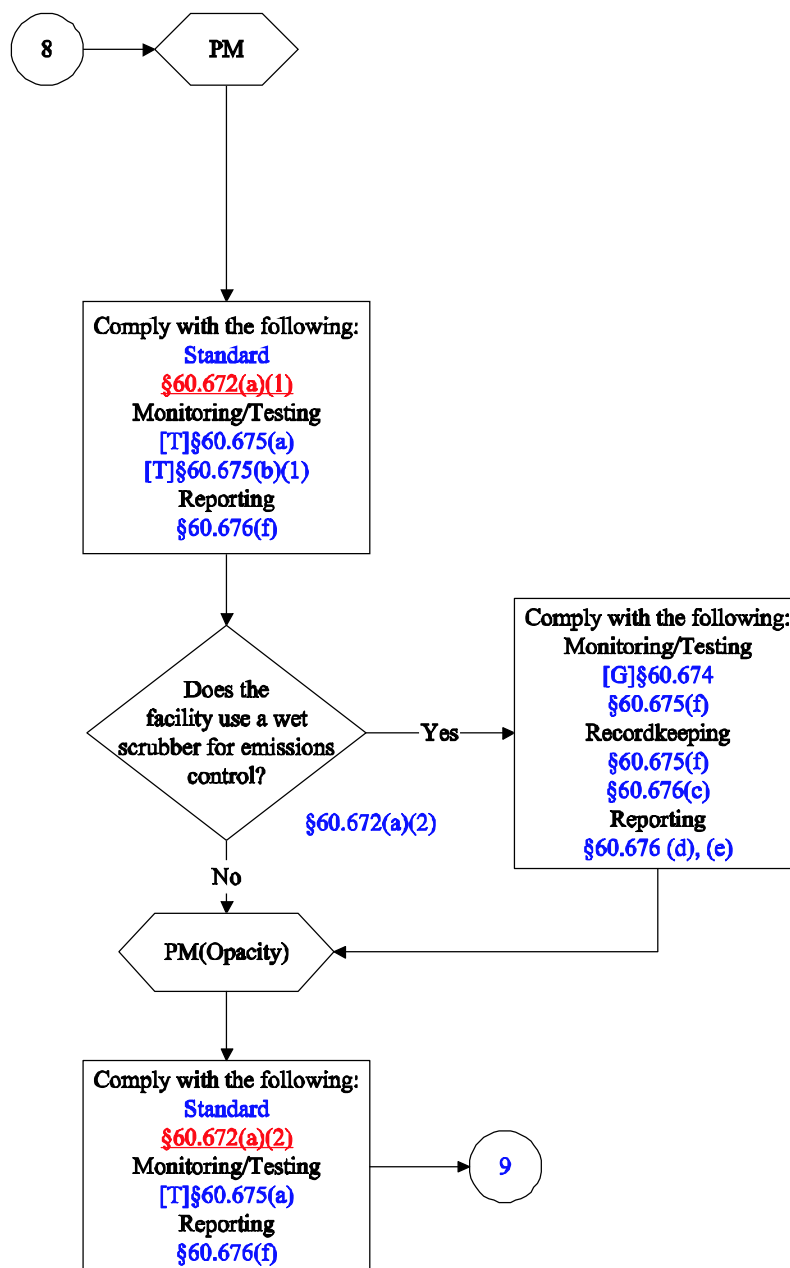 8
PM
Comply with the following:
Standard
§60.672(a)(1)
Monitoring/Testing
[T]§60.675(a)
[T]§60.675(b)(1)
Reporting
§60.676(f)
Does the
facility use a wet
scrubber for emissions
control?
Yes
§60.672(a)(2)
No
Comply with the following:
Monitoring/Testing
[G]§60.674
§60.675(f)
Recordkeeping
§60.675(f)
§60.676(c)
Reporting
§60.676 (d), (e)
PM(Opacity)
Comply with the following:
Standard
§60.672(a)(2)
Monitoring/Testing
[T]§60.675(a)
Reporting
§60.676(f)
9